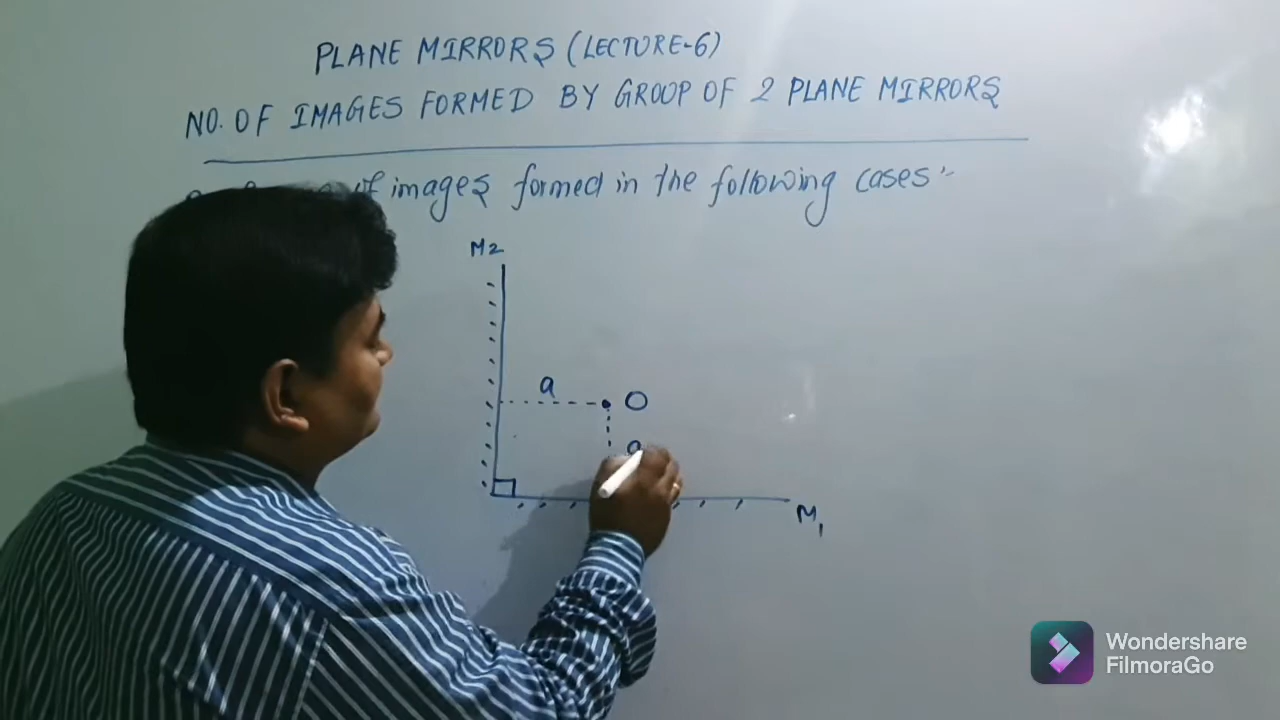 PLANE MIRRORS (LECTURE-6)
NO. OF IMAGES FORMED BY GROUP OF 2 PLANE MIRRORS
of images formed in the following cases :-
M2
a
O
a
M1
Wondershare
FilmoraGo